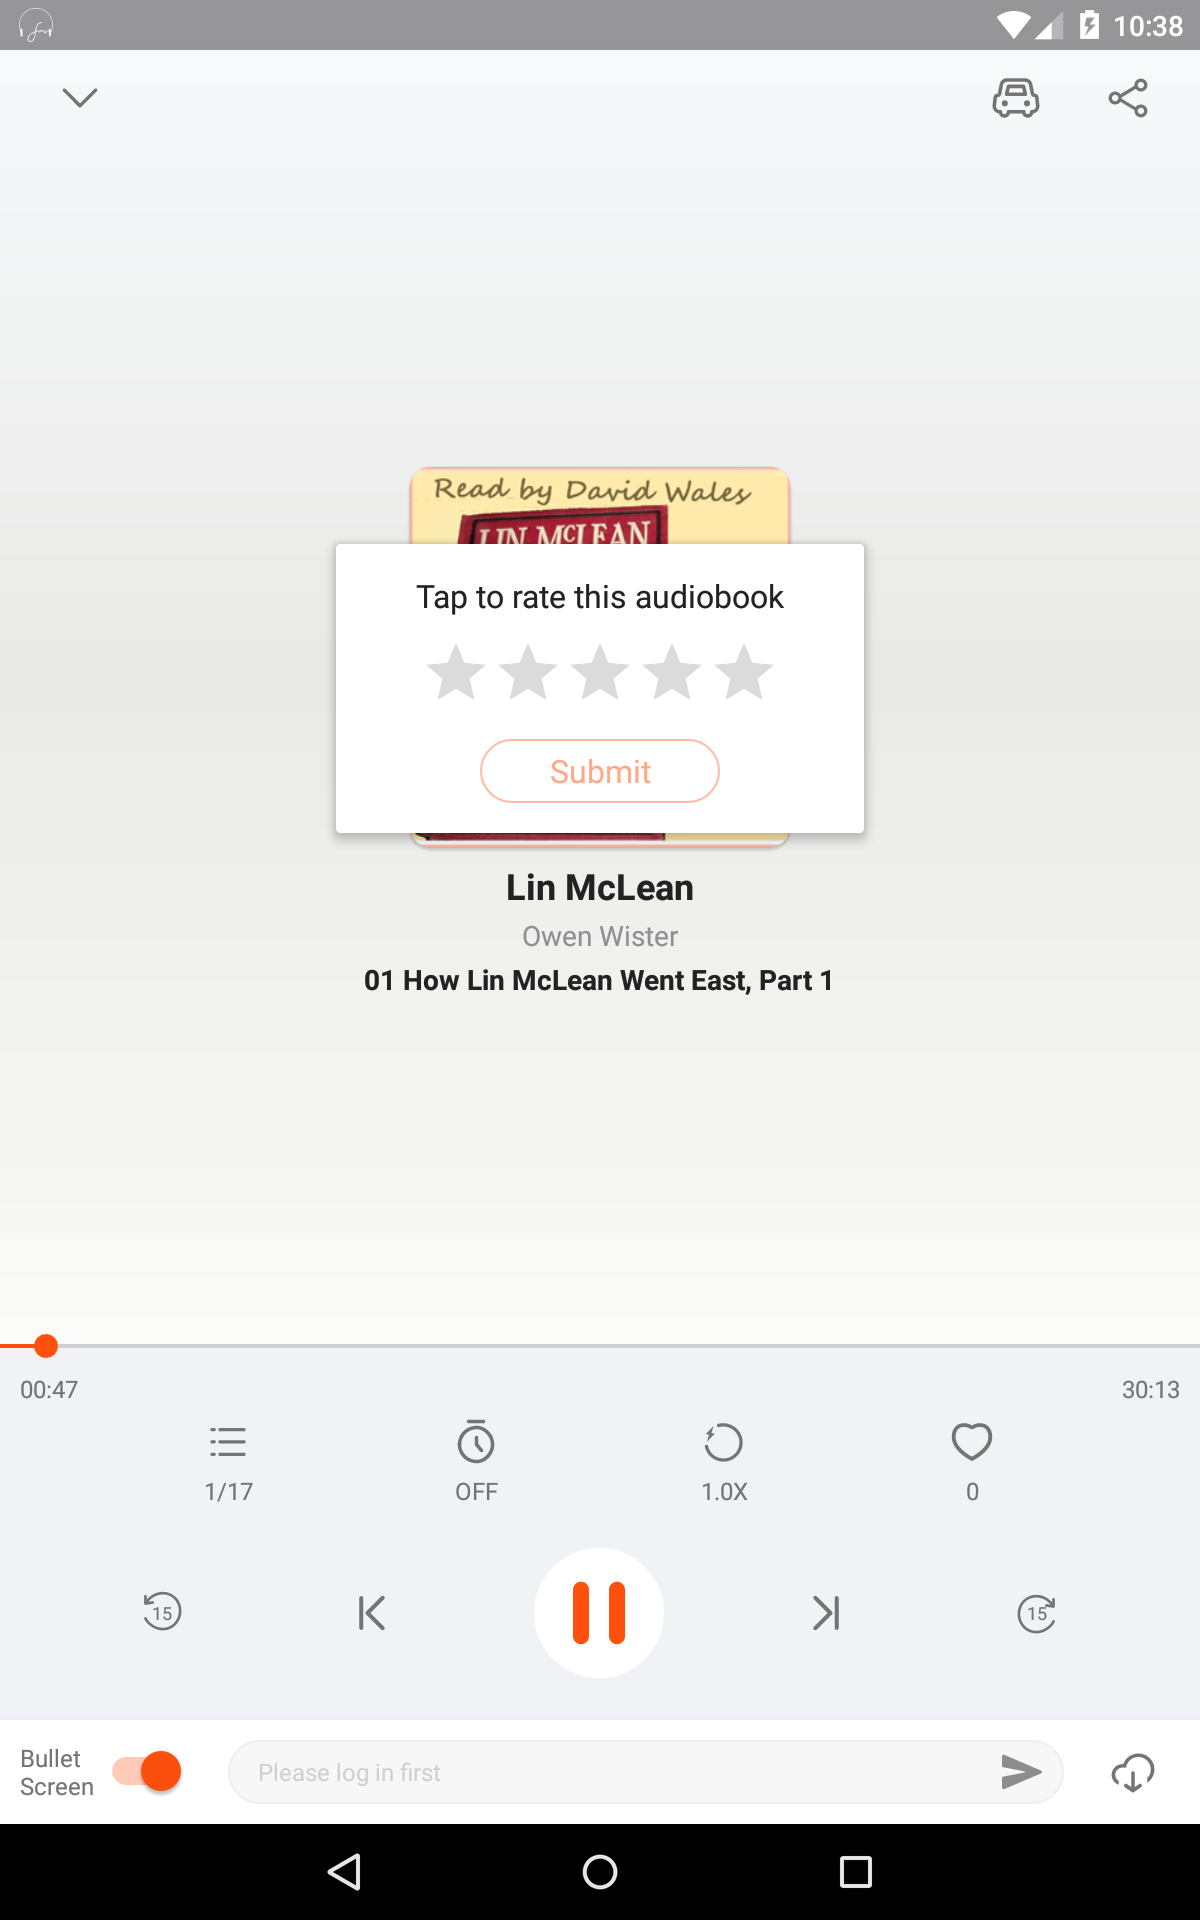 10:38
Read by David Wales
LIN McLEAN
Tap to rate this audiobook
Submit
Lin McLean
Owen Wister
01 How Lin McLean Went East, Part 1
00:47
30:13
1/17
OFF
1.0X
0
15
15
Bullet
Screen
Please log in first